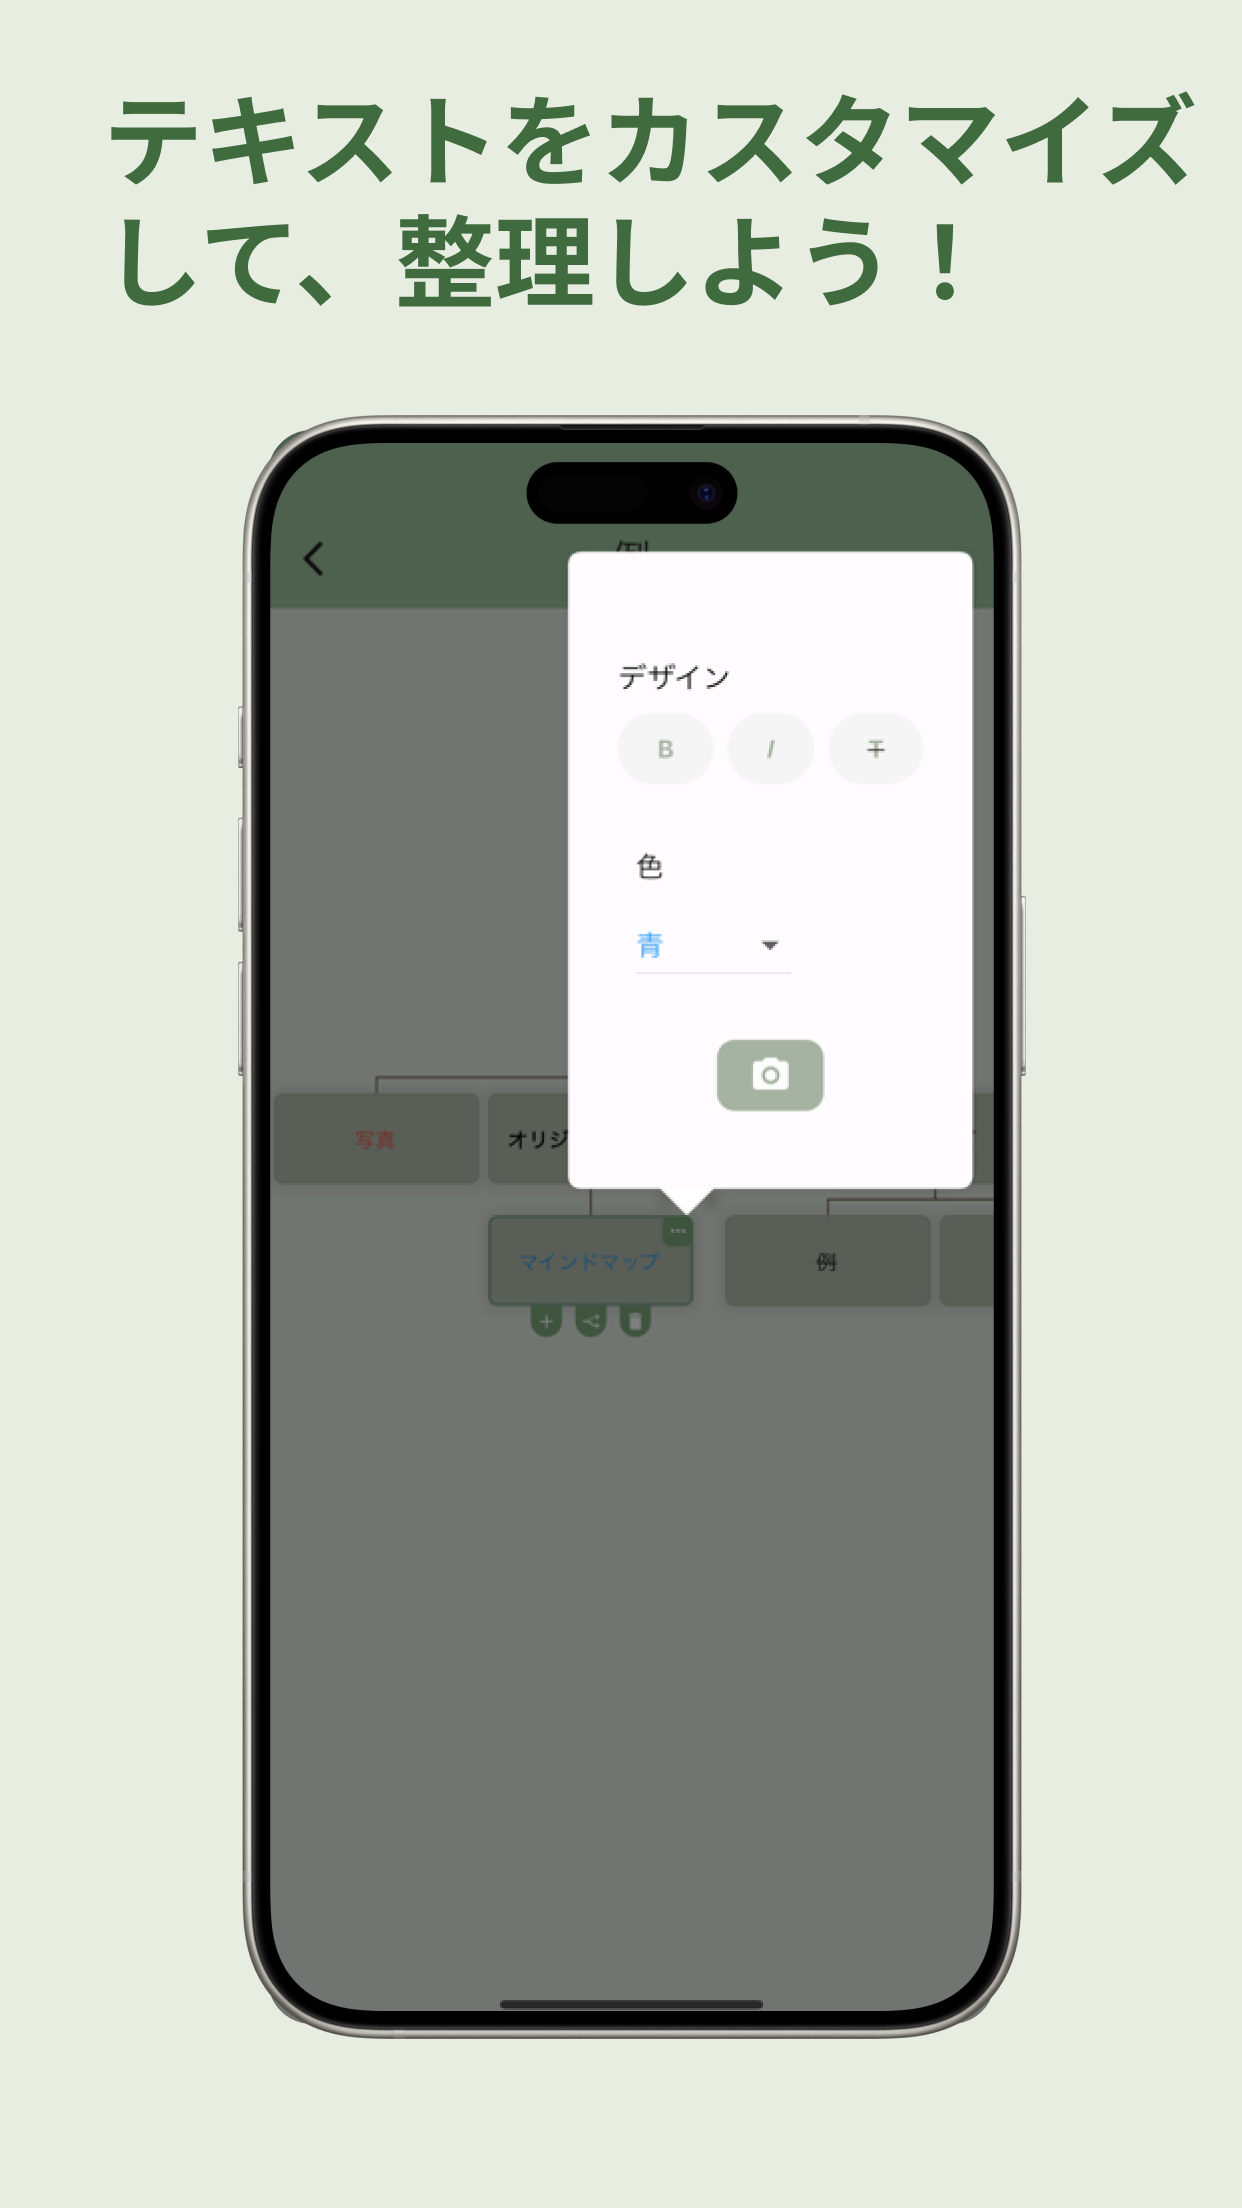 テキストをカスタマイズ
して、整理しよう！
例
デザイン
B
I
T
色
青
写真
オリジ
マインドマップ
例